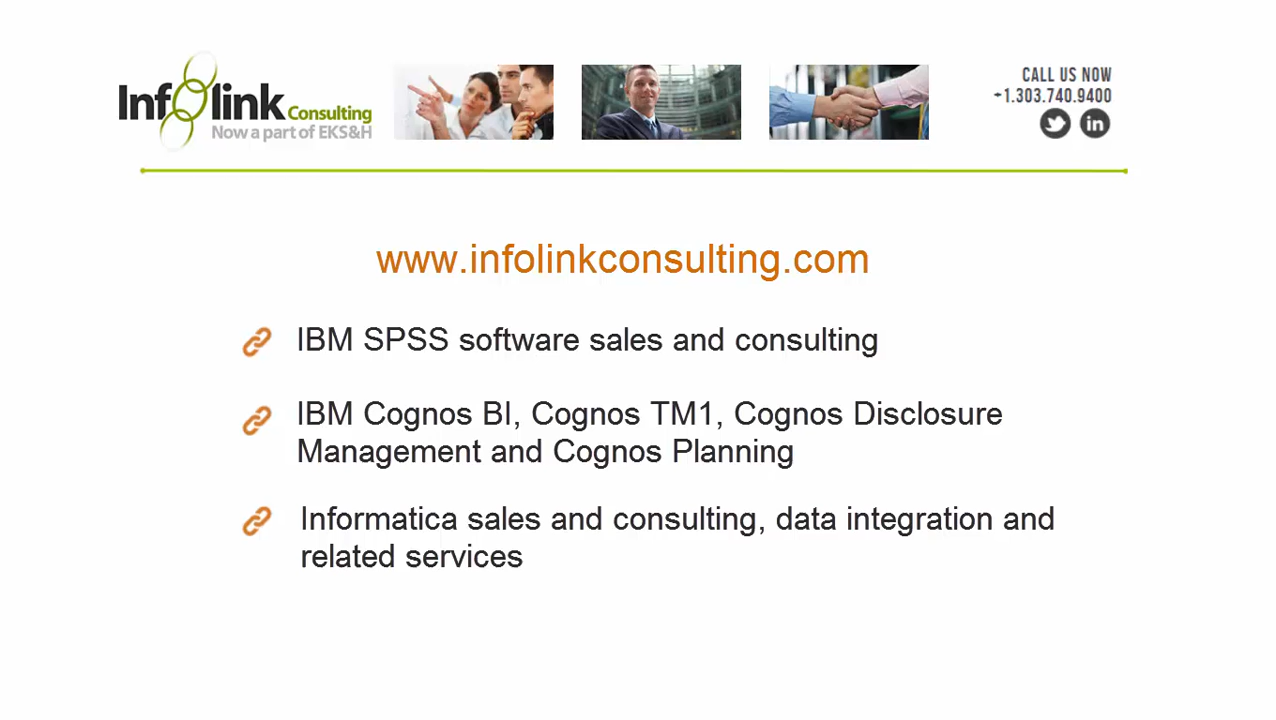 Infolink Consulting
Now a part of EKS&H
CALL US NOW
+1.303.740.9400
in
www.infolinkconsulting.com
IBM SPSS software sales and consulting
IBM Cognos BI, Cognos TM1, Cognos Disclosure
Management and Cognos Planning
Informatica sales and consulting, data integration and
related services